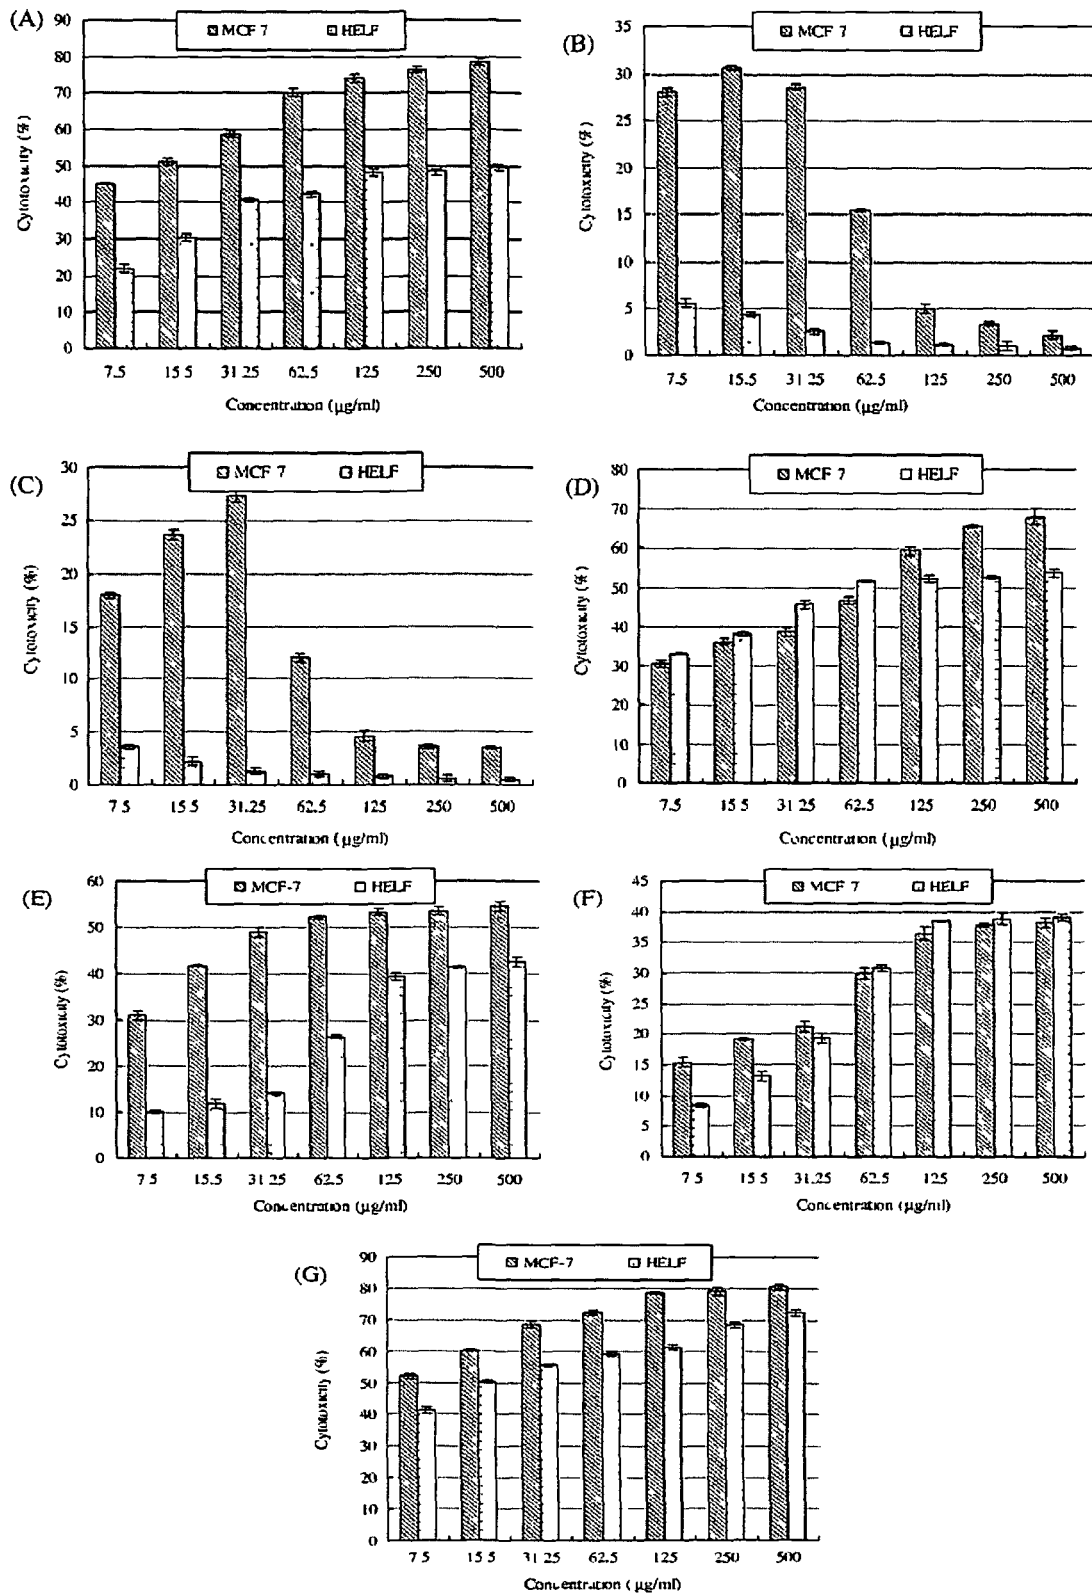 (A)
MCF 7 HELF
90
80
70
60
50
40
30
20
10
0
Cytotoxicity (%)
7.5 15.5 31.25 62.5 125 250 500
Concentration (µg/ml)
(B)
MCF 7 HELF
35
30
25
20
15
10
5
0
Cytotoxicity (%)
7.5 15.5 31.25 62.5 125 250 500
Concentration (µg/ml)
(C)
MCF 7 HELF
30
25
20
15
10
5
0
Cytotoxicity (%)
7.5 15.5 31.25 62.5 125 250 500
Concentration (µg/ml)
(D)
MCF 7 HELF
80
70
60
50
40
30
20
10
0
Cytotoxicity (%)
7.5 15.5 31.25 62.5 125 250 500
Concentration (µg/ml)
(E)
MCF-7 HELF
60
50
40
30
20
10
0
Cytotoxicity (%)
7.5 15.5 31.25 62.5 125 250 500
Concentration (µg/ml)
(F)
MCF 7 HELF
45
40
35
30
25
20
15
10
5
0
Cytotoxicity (%)
7.5 15.5 31.25 62.5 125 250 500
Concentration (µg/ml)
(G)
MCF-7 HELF
90
80
70
60
50
40
30
20
10
0
Cytotoxicity (%)
7.5 15.5 31.25 62.5 125 250 500
Concentration (µg/ml)